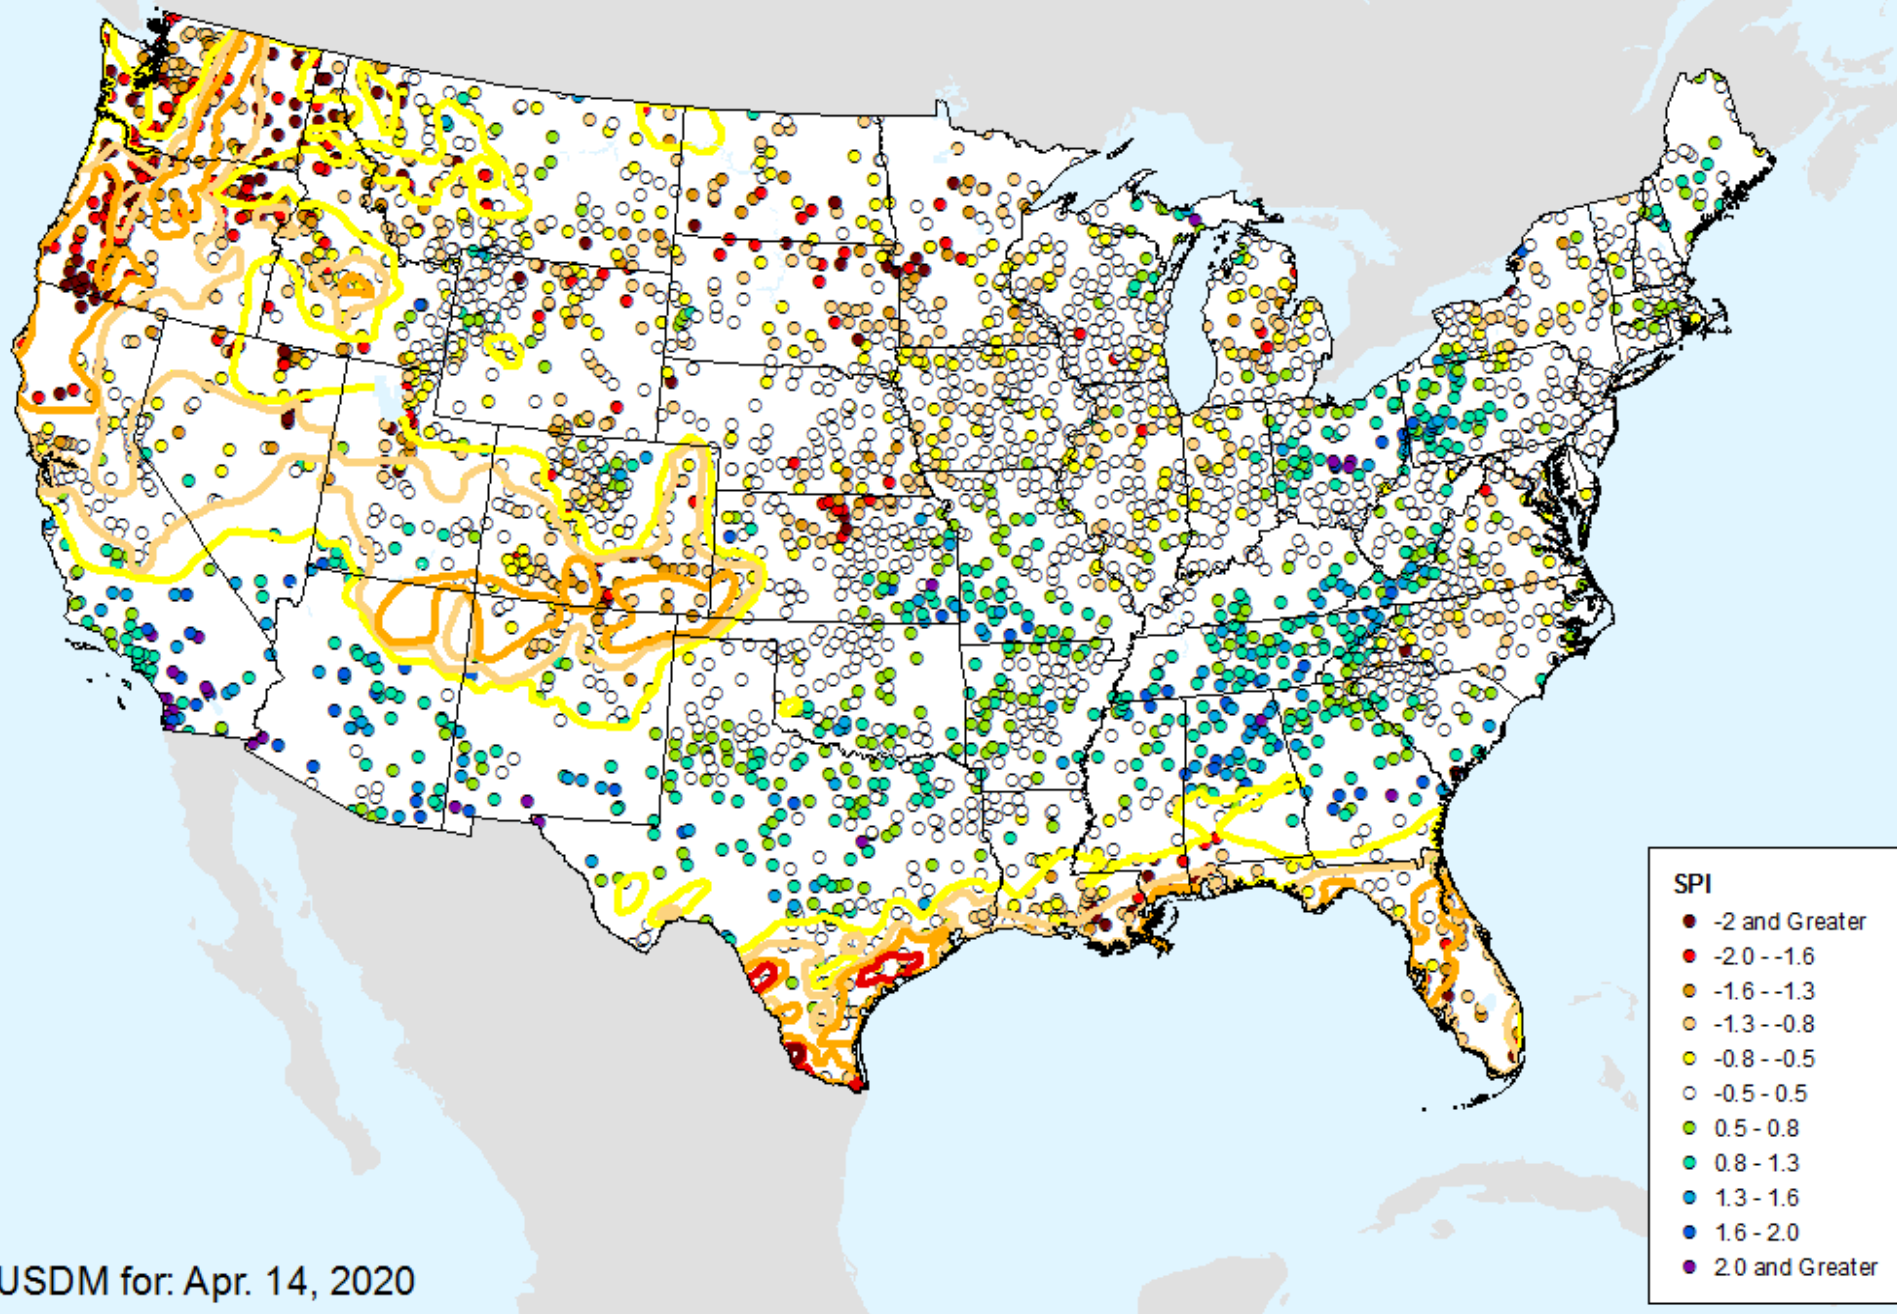 SPI
-2 and Greater
-2.0 - -1.6
-1.6 - -1.3
-1.3 - -0.8
-0.8 - -0.5
-0.5 - 0.5
0.5 - 0.8
0.8 - 1.3
1.3 - 1.6
1.6 - 2.0
2.0 and Greater
USDM for: Apr. 14, 2020